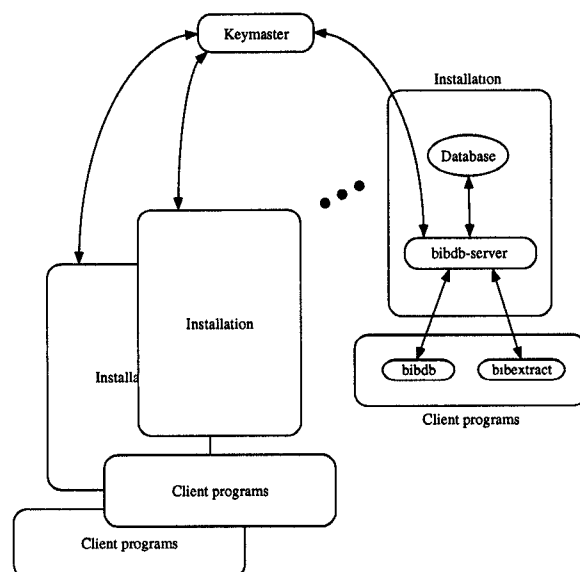 Keymaster
Installation
Database
bibdb-server
Installation
Installa
bibdb
bibextract
Client programs
Client programs
Client programs